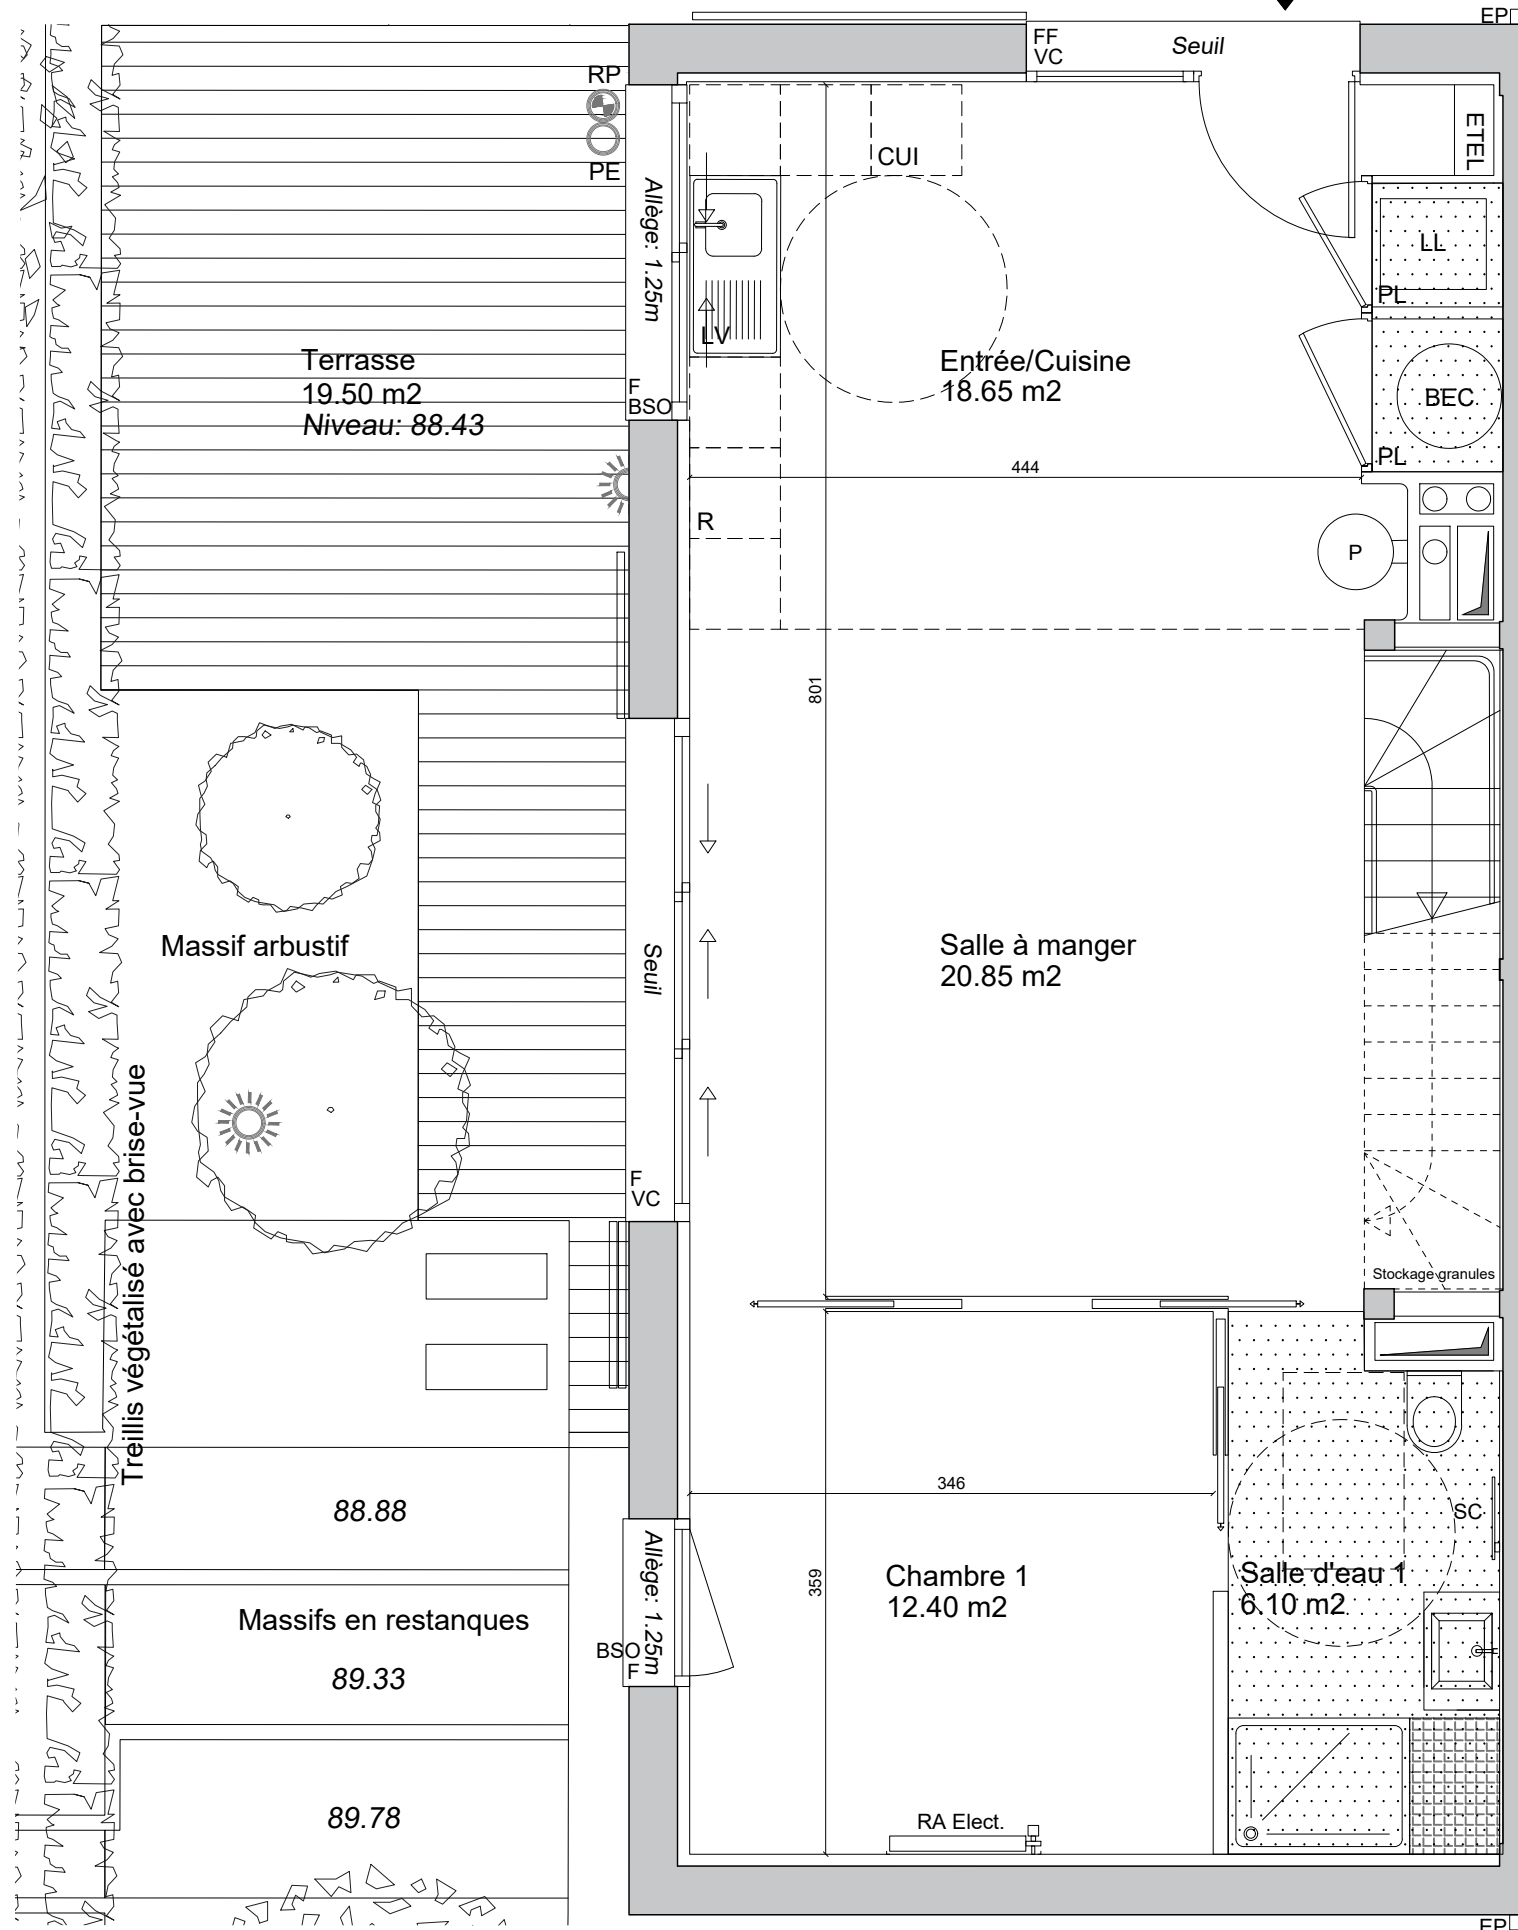 EP
FF
VC
Seuil
RP
PE
ETEL
CUI
Allège: 1.25m
LL
PL
LV
Terrasse
19.50 m2
Niveau: 88.43
Entrée/Cuisine
18.65 m2
F
BSO
BEC
PL
444
R
P
801
Massif arbustif
Seuil
Salle à manger
20.85 m2
Treillis végétalisé avec brise-vue
F
VC
Stockage granules
346
88.88
SC
Allège: 1.25m
359
Chambre 1
12.40 m2
Salle d'eau 1
6.10 m2
Massifs en restanques
BSO
F
89.33
89.78
RA Elect.
EP